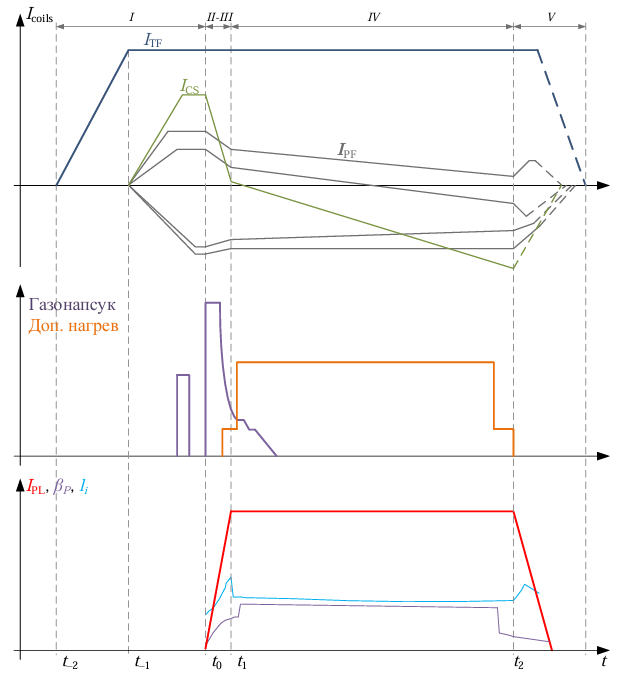 I_coils
I
II-III
IV
V
I_TF
I_CS
I_PF
Газонапсук
Доп. нагрев
I_PL, β_P, l_i
t_–2
t_–1
t_0
t_1
t_2
t